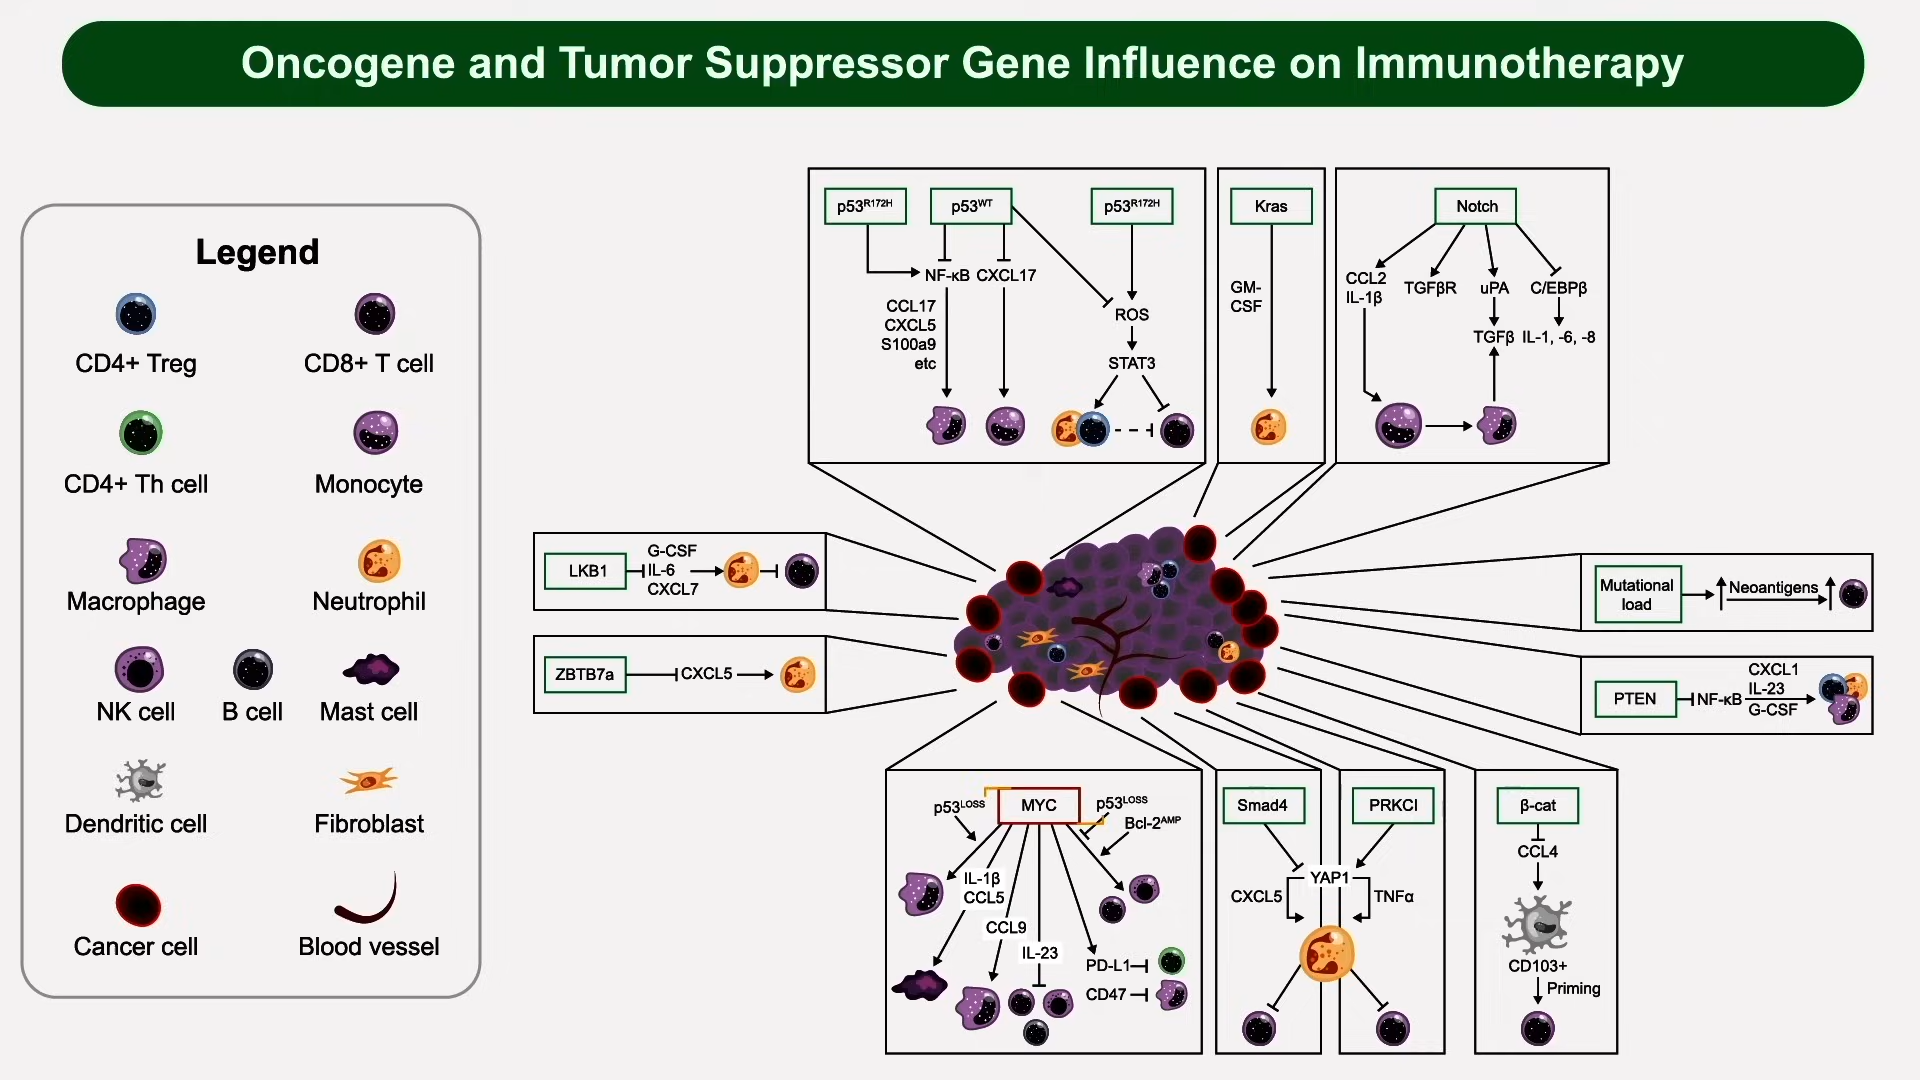 Oncogene and Tumor Suppressor Gene Influence on Immunotherapy
Legend
CD4+ Treg
CD8+ T cell
CD4+ Th cell
Monocyte
Macrophage
Neutrophil
NK cell
B cell
Mast cell
Dendritic cell
Fibroblast
Cancer cell
Blood vessel
p53R172H
p53WT
p53R172H
NF-κB
CXCL17
CCL17
CXCL5
S100a9
etc
ROS
STAT3
Kras
GM-
CSF
Notch
CCL2
IL-1β
TGFβR
uPA
C/EBPβ
TGFβ
IL-1, -6, -8
LKB1
G-CSF
IL-6
CXCL7
ZBTB7a
CXCL5
Mutational
load
Neoantigens
PTEN
NF-κB
CXCL1
IL-23
G-CSF
p53LOSS
MYC
p53LOSS
Bcl-2AMP
IL-1β
CCL5
CCL9
IL-23
PD-L1
CD47
Smad4
PRKCI
YAP1
CXCL5
TNFα
β-cat
CCL4
CD103+
Priming